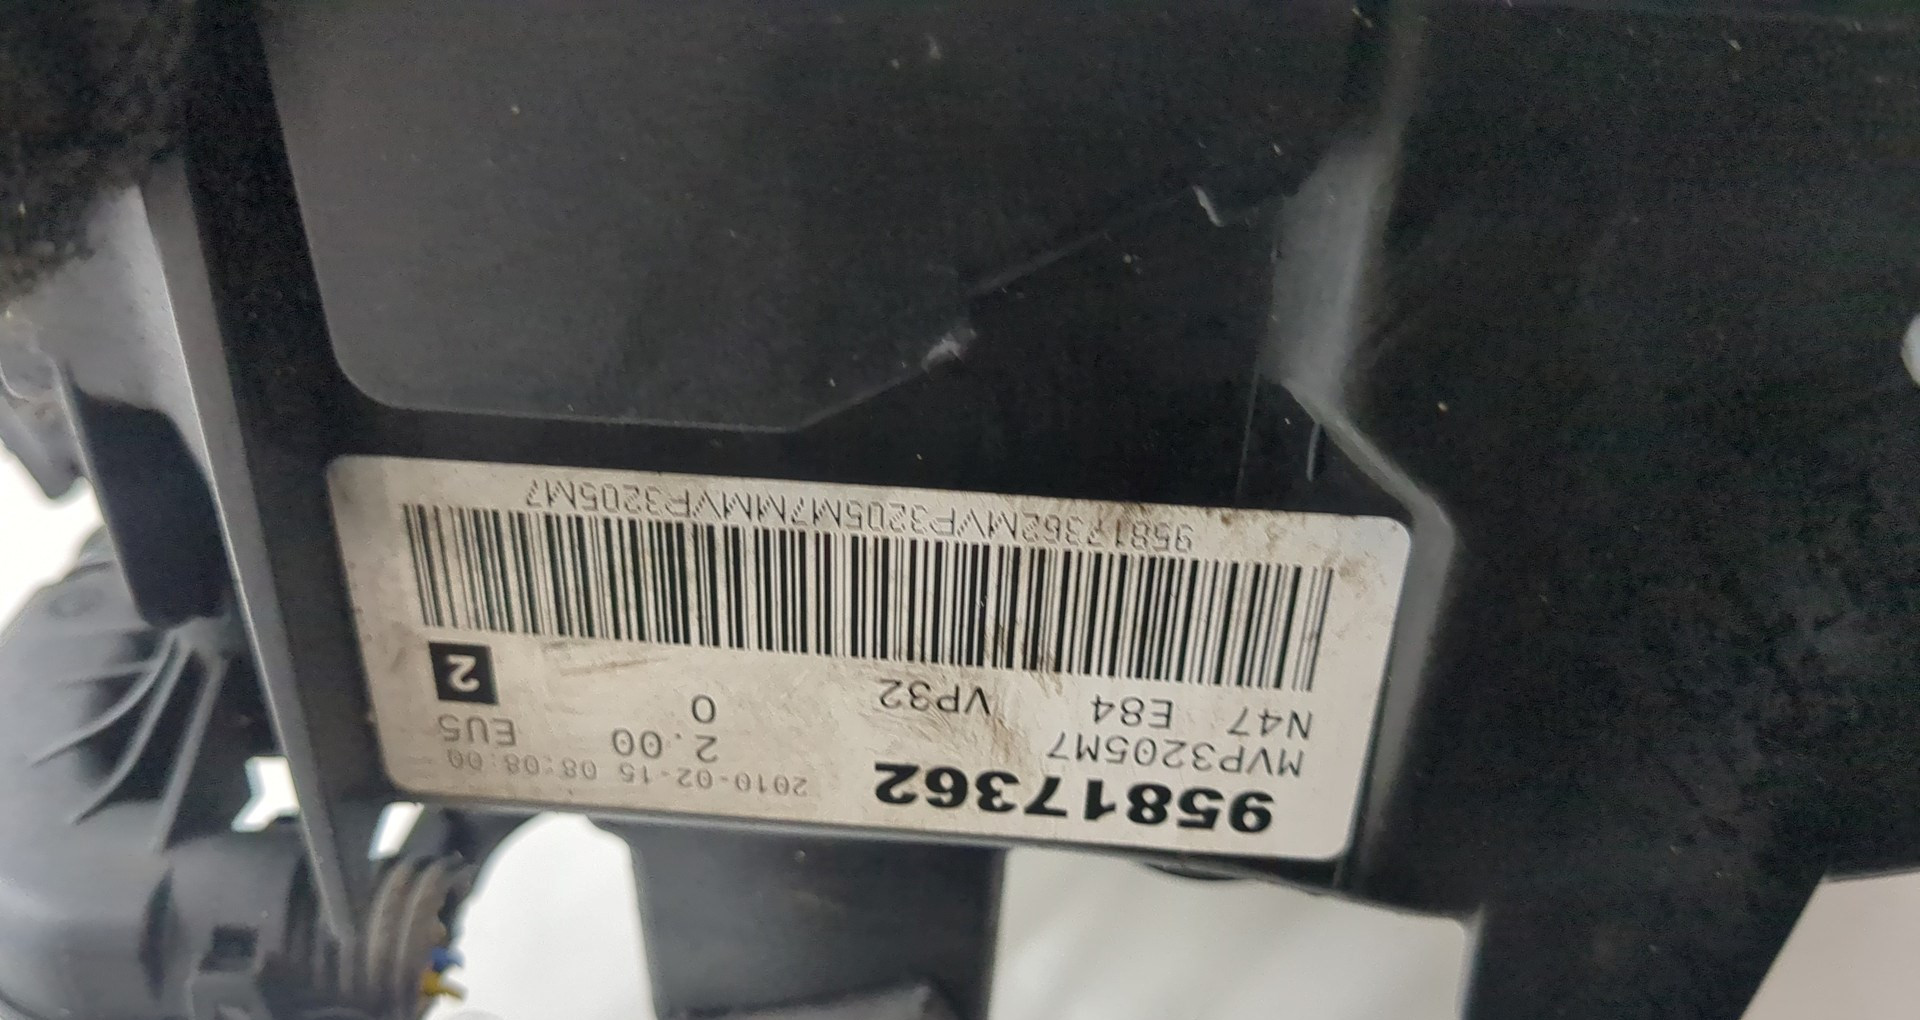 95817362 2010-02-15 08:08:00
MVP3205M7 2.00 EU5
N47 E84 VP32 0 2
95817362MVP3205M7MMVP3205M7